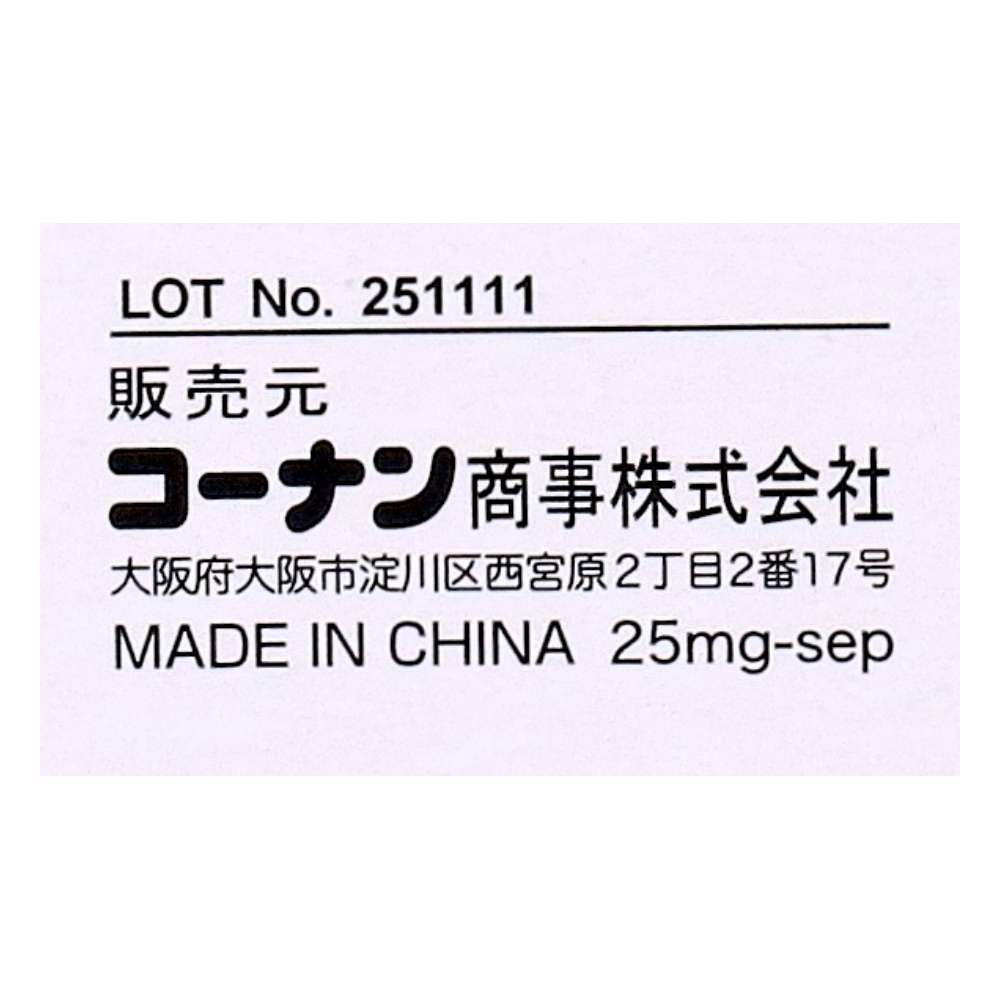 LOT No. 251111
販売元
コーナン商事株式会社
大阪府大阪市淀川区西宮原2丁目2番17号
MADE IN CHINA 25mg-sep